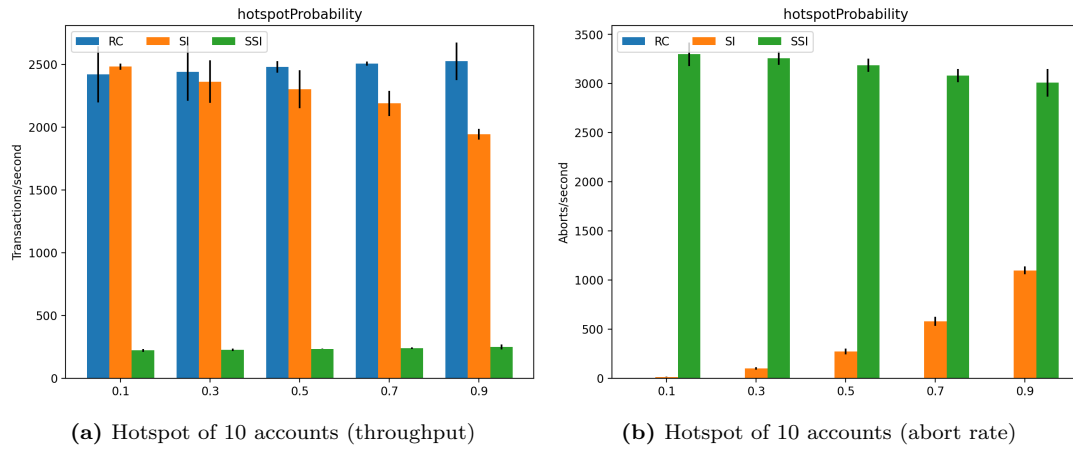 hotspotProbability
RC SI SSI
2500
2000
1500
1000
500
0
Transactions/second
0.1 0.3 0.5 0.7 0.9
(a) Hotspot of 10 accounts (throughput)
hotspotProbability
RC SI SSI
3500
3000
2500
2000
1500
1000
500
0
Aborts/second
0.1 0.3 0.5 0.7 0.9
(b) Hotspot of 10 accounts (abort rate)